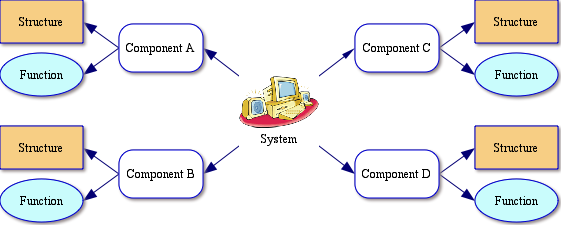 Structure
Function
Component A
Component C
Structure
Function
System
Structure
Function
Component B
Component D
Structure
Function